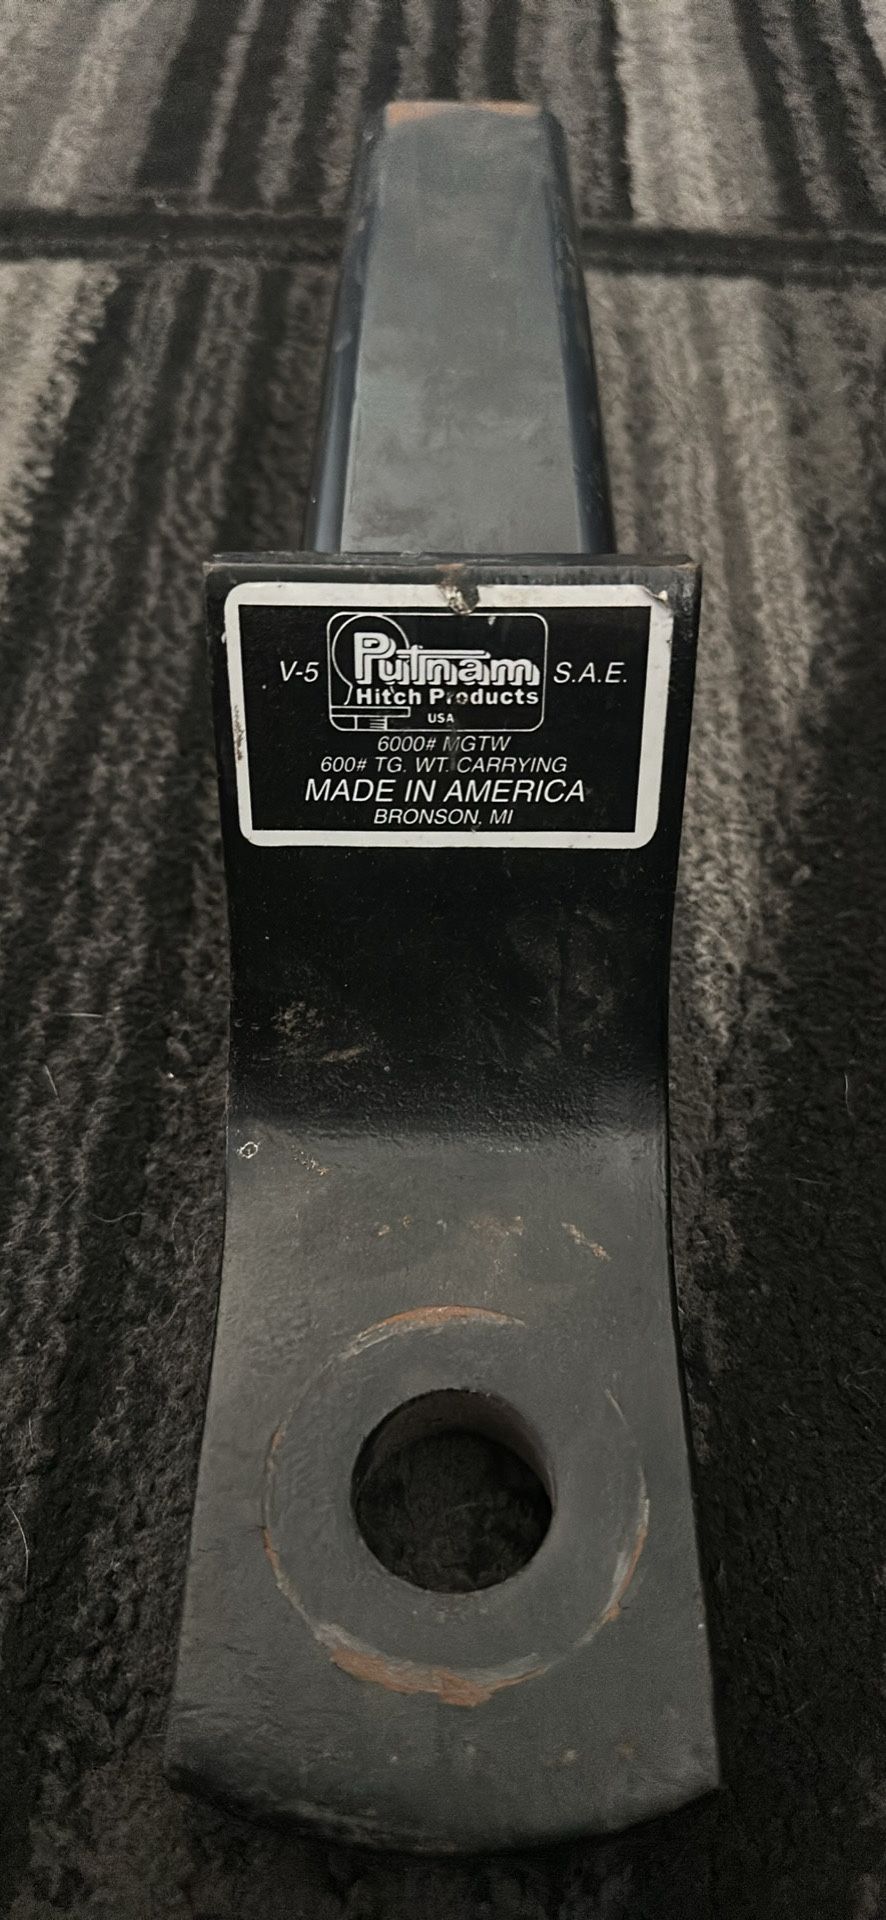 V-5 Putnam S.A.E.
Hitch Products
USA
6000# MGTW
600# TG. WT. CARRYING
MADE IN AMERICA
BRONSON, MI